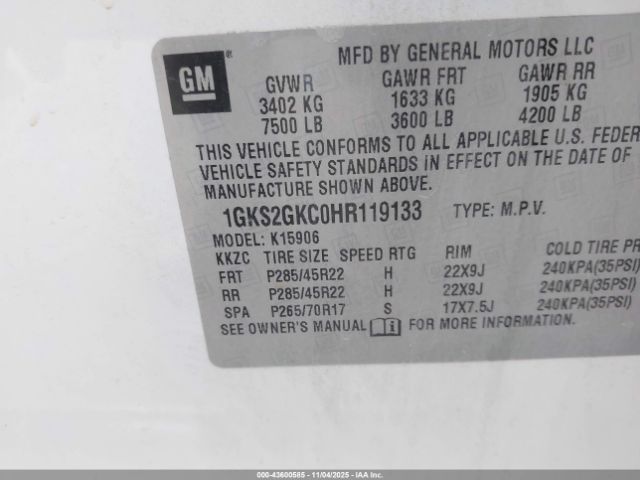 MFD BY GENERAL MOTORS LLC
GM
®
GVWR GAWR FRT GAWR RR
3402 KG 1633 KG 1905 KG
7500 LB 3600 LB 4200 LB
THIS VEHICLE CONFORMS TO ALL APPLICABLE U.S. FEDER
VEHICLE SAFETY STANDARDS IN EFFECT ON THE DATE OF
MANUFACTURE SHOWN ABOVE.
1GKS2GKC0HR119133 TYPE: M.P.V.
MODEL: K15906
KKZC TIRE SIZE SPEED RTG RIM COLD TIRE PR
FRT P285/45R22 H 22X9J 240KPA(35PSI)
RR P285/45R22 H 22X9J 240KPA(35PSI)
SPA P265/70R17 S 17X7.5J 240KPA(35PSI)
SEE OWNER'S MANUAL i FOR MORE INFORMATION.
000-43600585 - 11/04/2025 - IAAI.COM